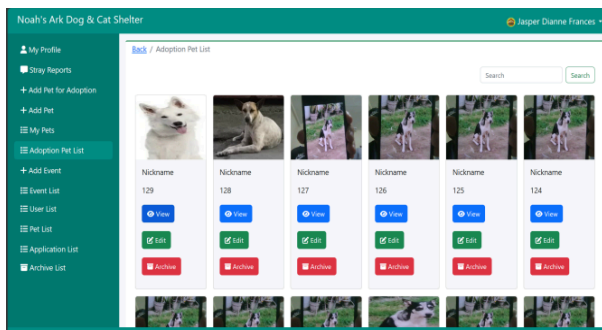 Noah's Ark Dog & Cat Shelter
Jasper Dianne Frances
My Profile
Stray Reports
+ Add Pet for Adoption
+ Add Pet
My Pets
Adoption Pet List
+ Add Event
Event List
User List
Pet List
Application List
Archive List
Back / Adoption Pet List
Search Search
Nickname Nickname Nickname Nickname Nickname Nickname
129 128 127 126 125 124
View View View View View View
Edit Edit Edit Edit Edit Edit
Archive Archive Archive Archive Archive Archive